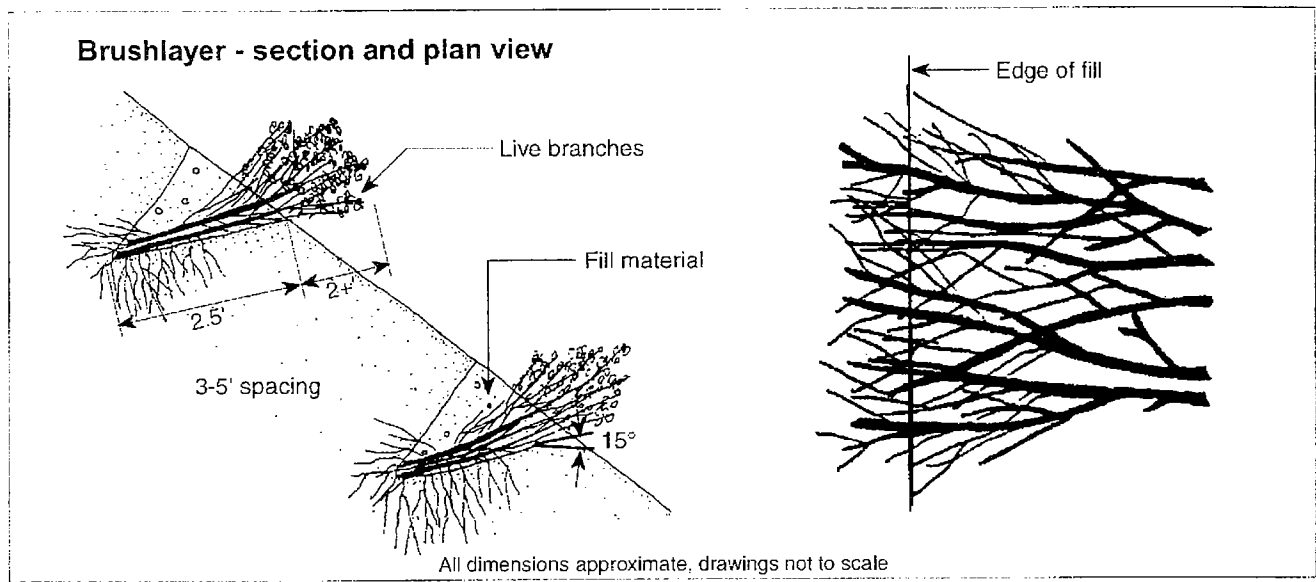 Brushlayer - section and plan view
Edge of fill
Live branches
Fill material
2+'
2.5'
3-5' spacing
15°
All dimensions approximate, drawings not to scale